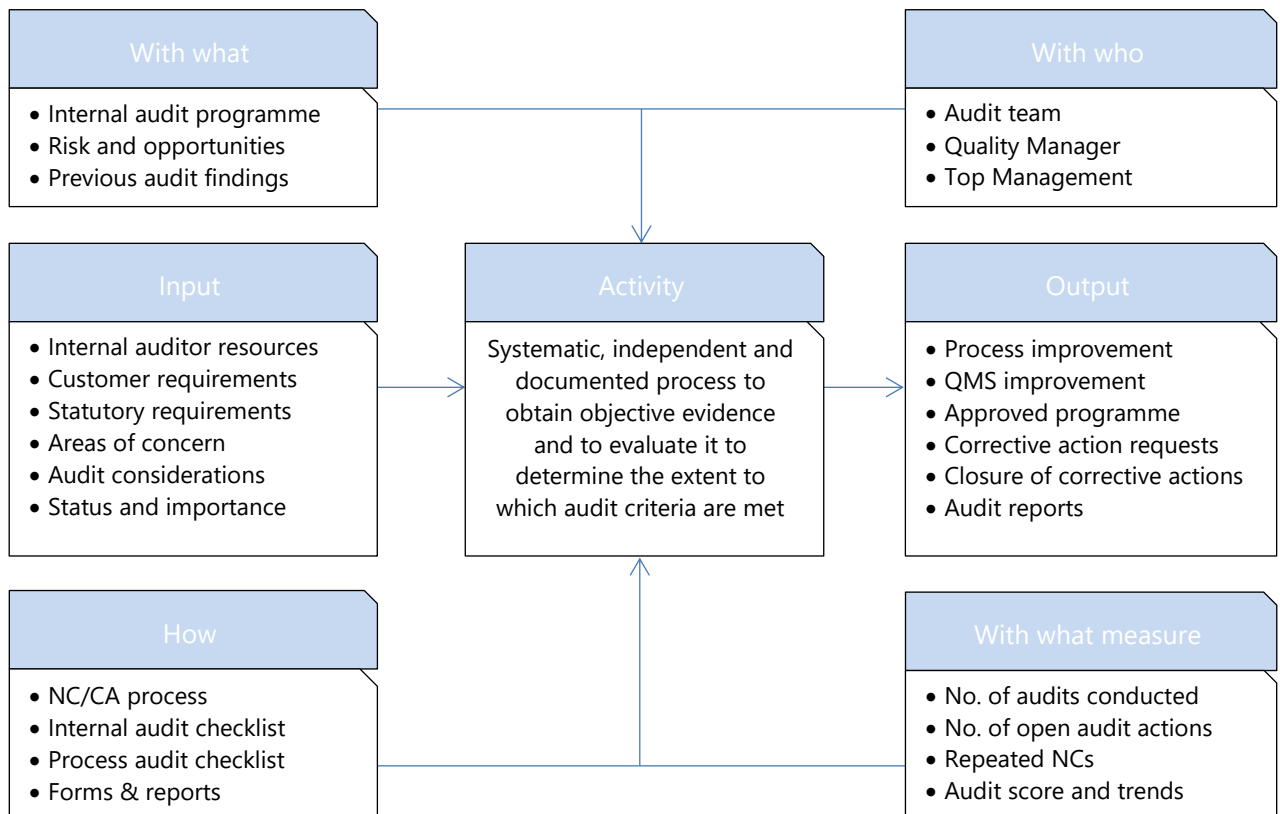 With what
• Internal audit programme
• Risk and opportunities
• Previous audit findings
With who
• Audit team
• Quality Manager
• Top Management
Input
• Internal auditor resources
• Customer requirements
• Statutory requirements
• Areas of concern
• Audit considerations
• Status and importance
Activity
Systematic, independent and
documented process to
obtain objective evidence
and to evaluate it to
determine the extent to
which audit criteria are met
Output
• Process improvement
• QMS improvement
• Approved programme
• Corrective action requests
• Closure of corrective actions
• Audit reports
How
• NC/CA process
• Internal audit checklist
• Process audit checklist
• Forms & reports
With what measure
• No. of audits conducted
• No. of open audit actions
• Repeated NCs
• Audit score and trends